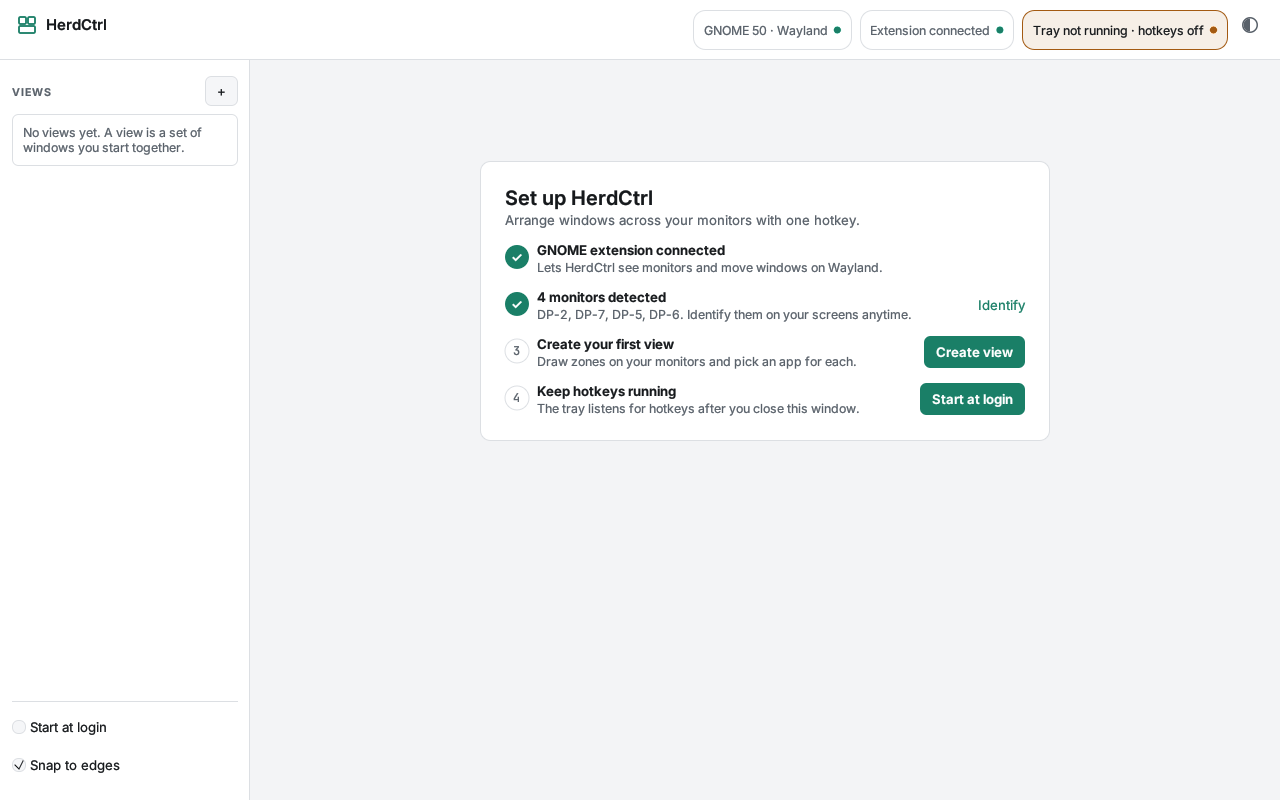 HerdCtrl
GNOME 50 · Wayland
Extension connected
Tray not running · hotkeys off
VIEWS
+
No views yet. A view is a set of
windows you start together.
Set up HerdCtrl
Arrange windows across your monitors with one hotkey.
GNOME extension connected
Lets HerdCtrl see monitors and move windows on Wayland.
4 monitors detected
DP-2, DP-7, DP-5, DP-6. Identify them on your screens anytime.
Identify
3
Create your first view
Draw zones on your monitors and pick an app for each.
Create view
4
Keep hotkeys running
The tray listens for hotkeys after you close this window.
Start at login
Start at login
Snap to edges